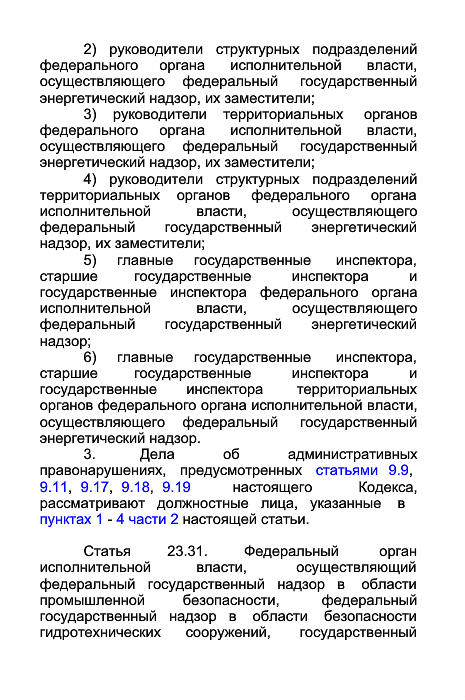 2) руководители структурных подразделений
федерального органа исполнительной власти,
осуществляющего федеральный государственный
энергетический надзор, их заместители;
3) руководители территориальных органов
федерального органа исполнительной власти,
осуществляющего федеральный государственный
энергетический надзор, их заместители;
4) руководители структурных подразделений
территориальных органов федерального органа
исполнительной власти, осуществляющего
федеральный государственный энергетический
надзор, их заместители;
5) главные государственные инспектора,
старшие государственные инспектора и
государственные инспектора федерального органа
исполнительной власти, осуществляющего
федеральный государственный энергетический
надзор;
6) главные государственные инспектора,
старшие государственные инспектора и
государственные инспектора территориальных
органов федерального органа исполнительной власти,
осуществляющего федеральный государственный
энергетический надзор.
3. Дела об административных
правонарушениях, предусмотренных статьями 9.9,
9.11, 9.17, 9.18, 9.19 настоящего Кодекса,
рассматривают должностные лица, указанные в
пунктах 1 - 4 части 2 настоящей статьи.
Статья 23.31. Федеральный орган
исполнительной власти, осуществляющий
федеральный государственный надзор в области
промышленной безопасности, федеральный
государственный надзор в области безопасности
гидротехнических сооружений, государственный